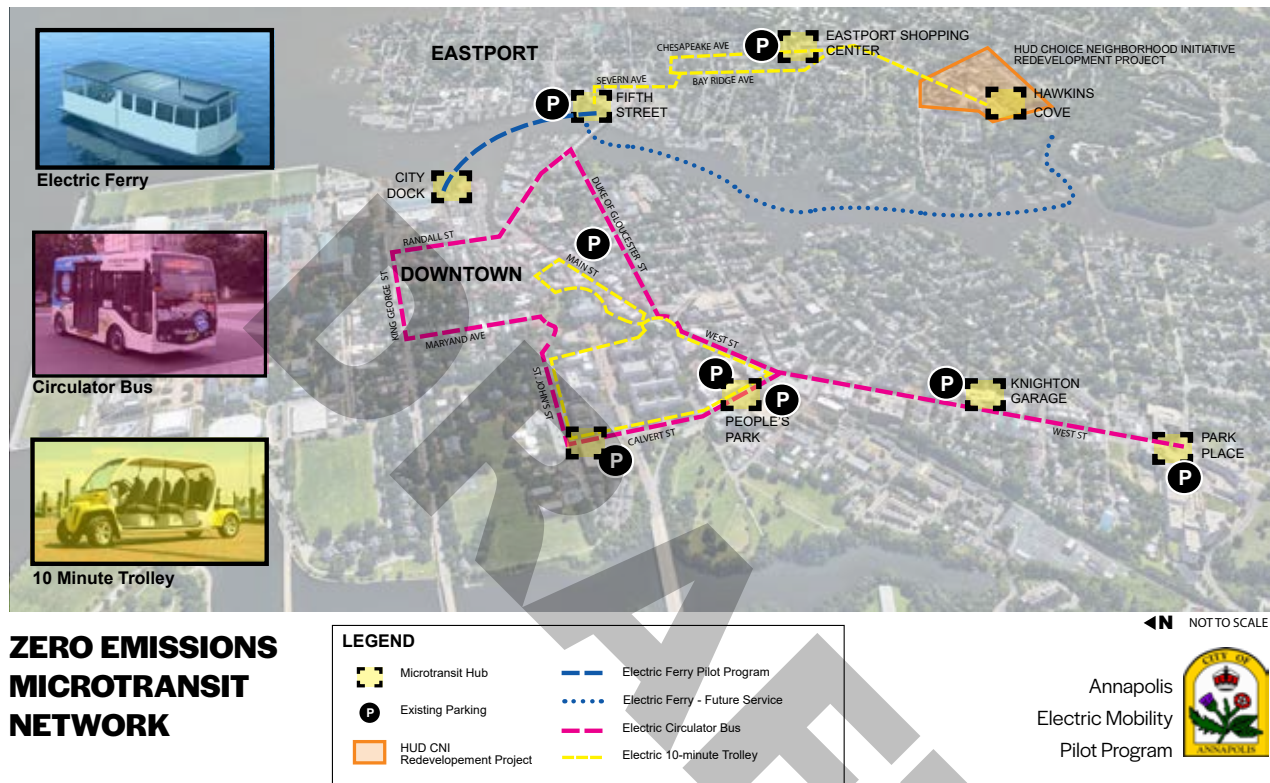 EASTPORT
CHESAPEAKE AVE
P
EASTPORT SHOPPING
CENTER
HUD CHOICE NEIGHBORHOOD INITIATIVE
REDEVELOPMENT PROJECT
SEVERN AVE
BAY RIDGE AVE
P
FIFTH
STREET
HAWKINS
COVE
Electric Ferry
CITY
DOCK
DUKE OF GLOUCESTER ST
RANDALL ST
P
DOWNTOWN
MAIN ST
KING GEORGE ST
MARYAND AVE
WEST ST
Circulator Bus
ST. JOHN'S ST
P
P
PEOPLE'S
PARK
P
KNIGHTON
GARAGE
CALVERT ST
P
WEST ST
PARK
PLACE
P
10 Minute Trolley
DRAFT
N NOT TO SCALE
ZERO EMISSIONS
MICROTRANSIT
NETWORK
LEGEND
Microtransit Hub
P Existing Parking
HUD CNI
Redevelopement Project
Electric Ferry Pilot Program
Electric Ferry - Future Service
Electric Circulator Bus
Electric 10-minute Trolley
Annapolis
Electric Mobility
Pilot Program
CITY OF
ANNAPOLIS